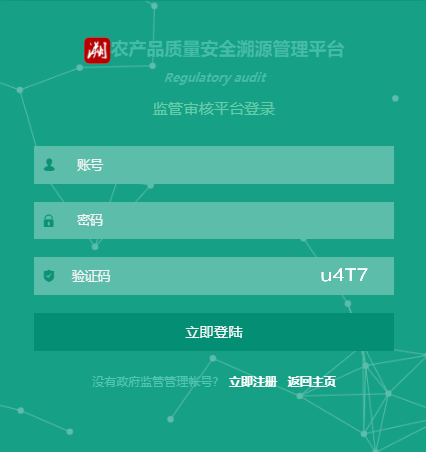 溯 农产品质量安全溯源管理平台
Regulatory audit
监管审核平台登录
账号
密码
验证码 u4T7
立即登陆
没有政府监管管理帐号? 立即注册 返回主页